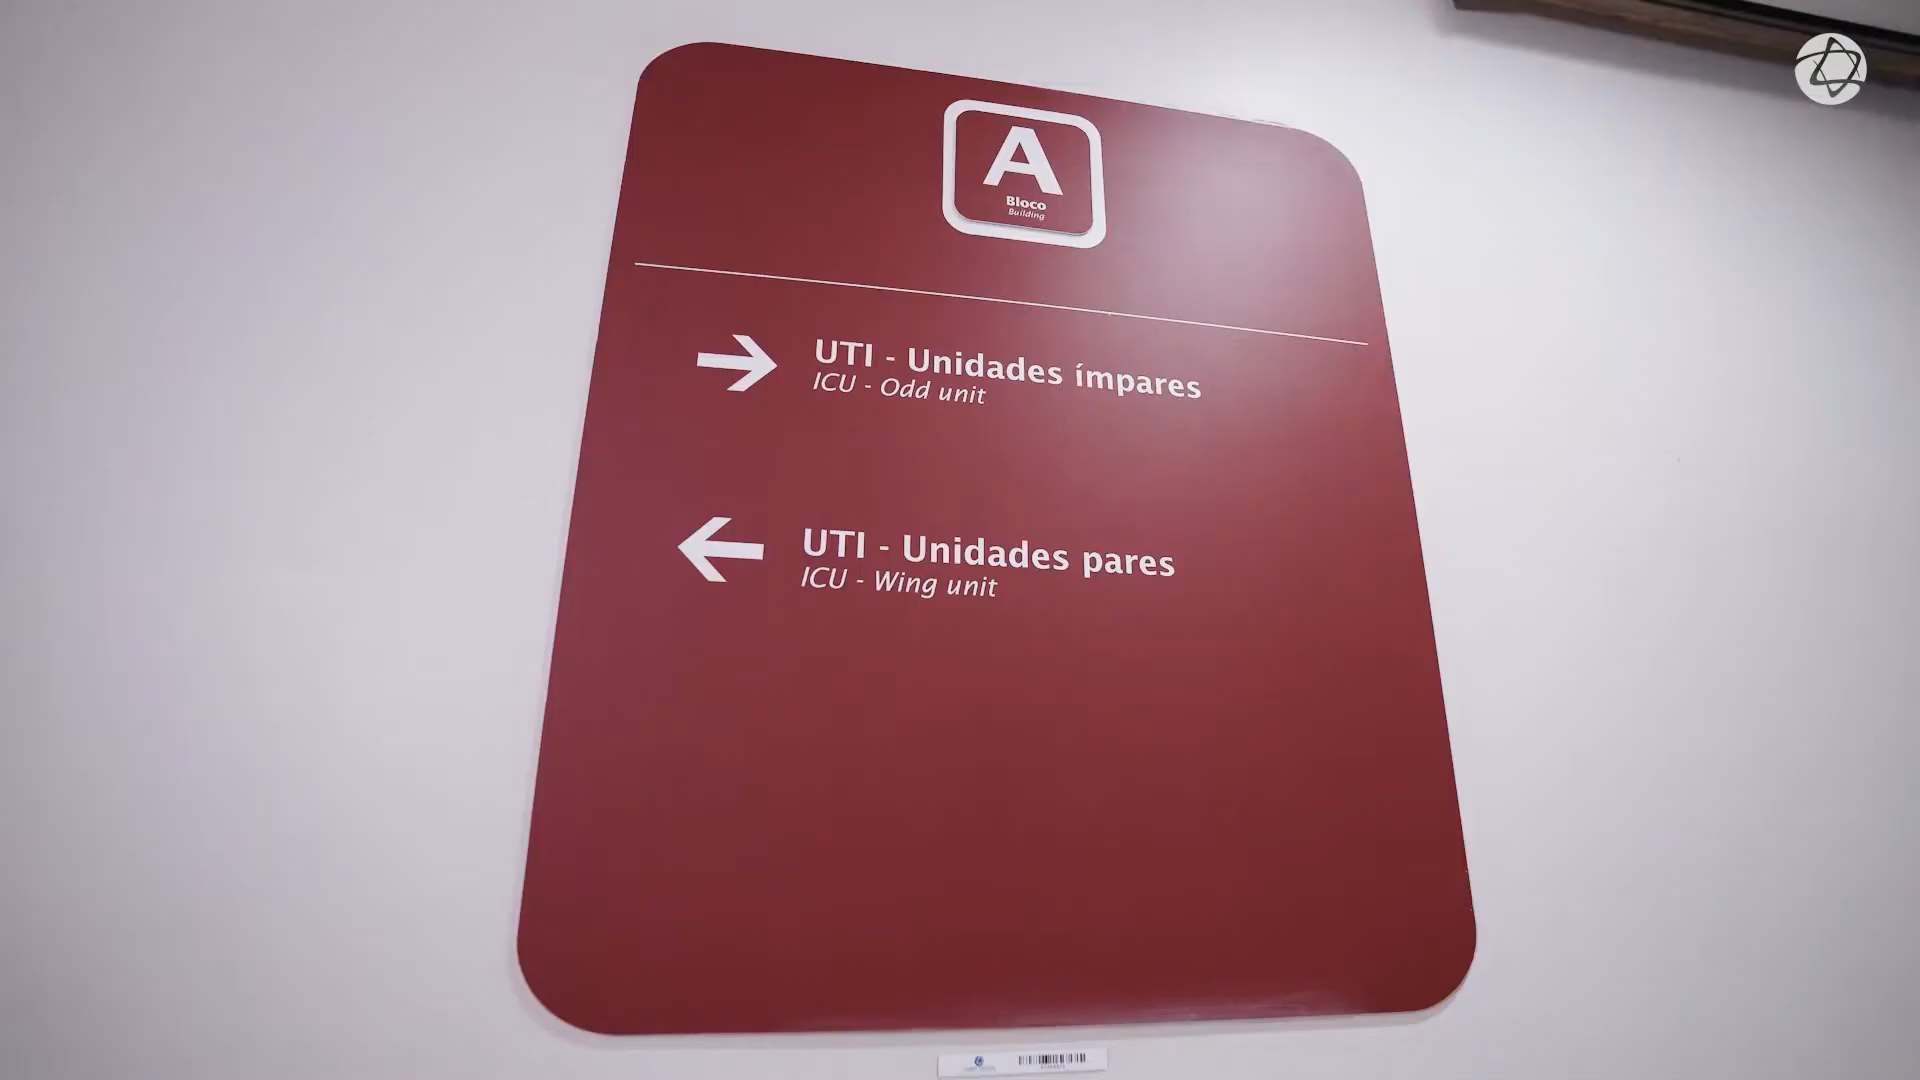 A
Bloco
Building
UTI - Unidades ímpares
ICU - Odd unit
UTI - Unidades pares
ICU - Wing unit